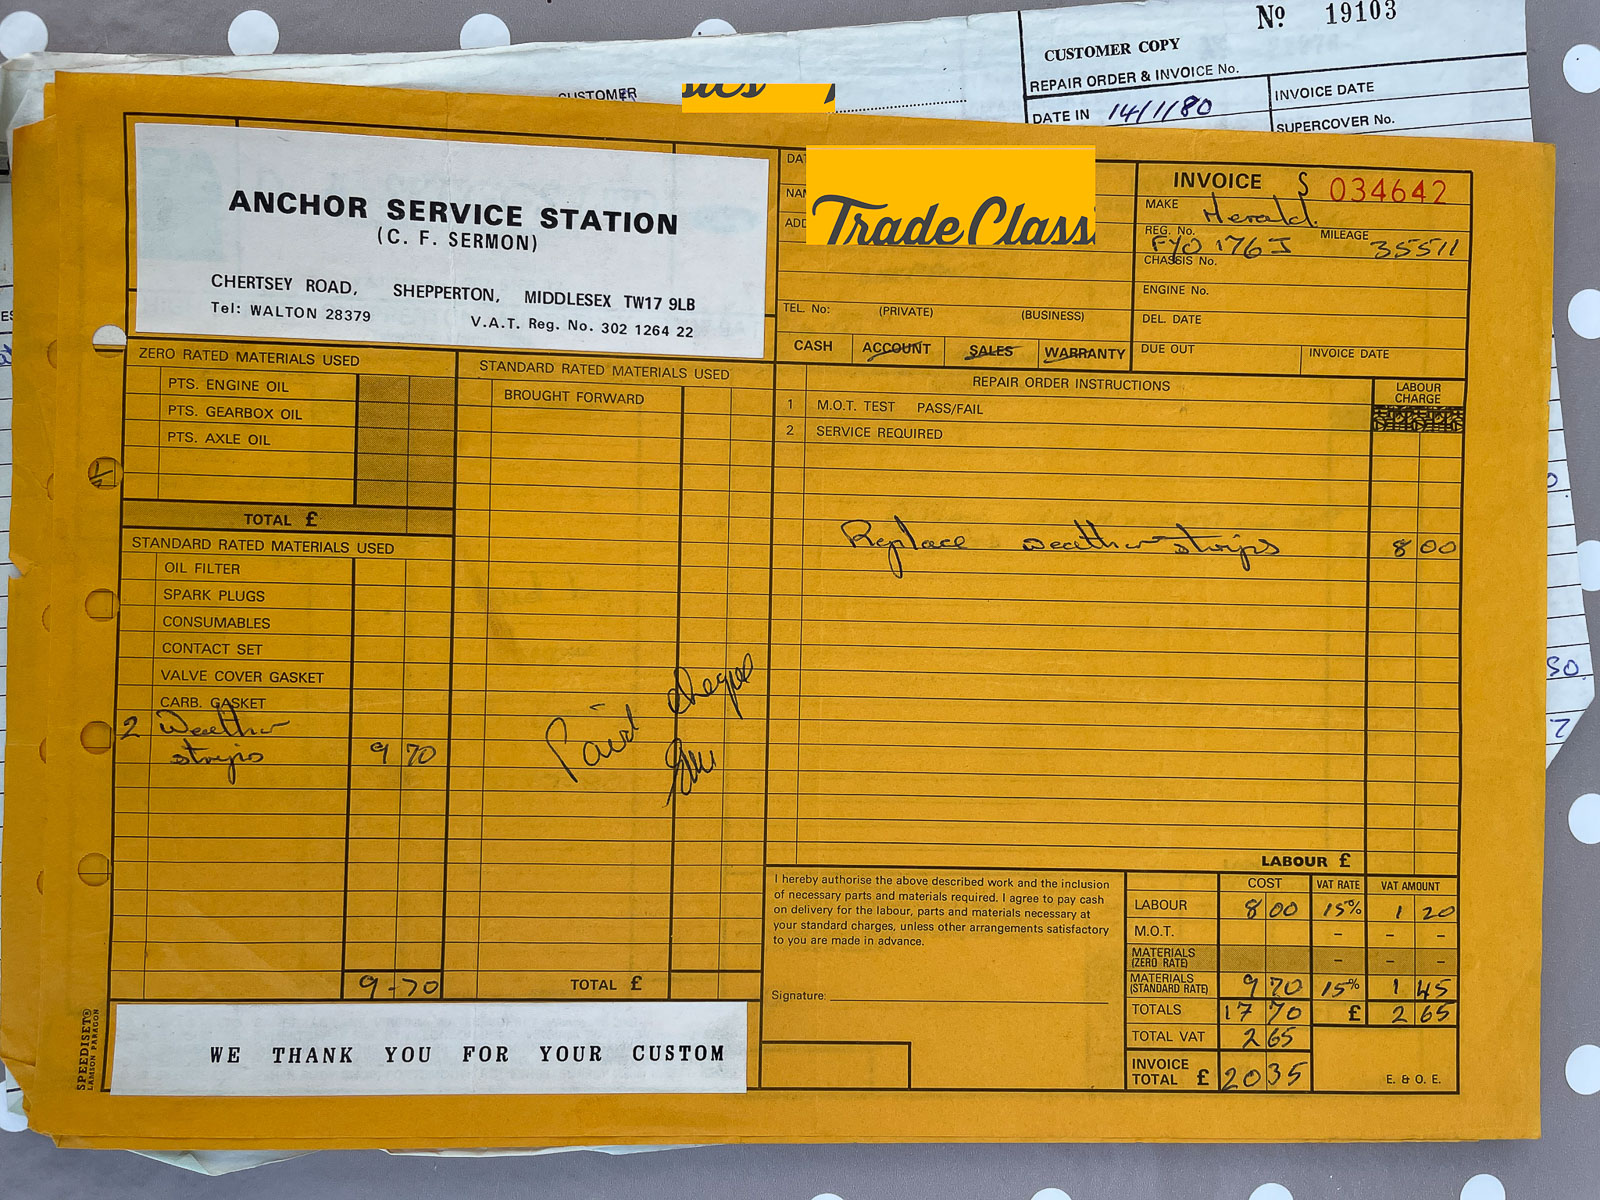 Nº 19103
CUSTOMER COPY
REPAIR ORDER & INVOICE No.
INVOICE DATE
DATE IN 14/1/80
SUPERCOVER No.
CUSTOMER
ANCHOR SERVICE STATION
(C. F. SERMON)
CHERTSEY ROAD, SHEPPERTON, MIDDLESEX TW17 9LB
Tel: WALTON 28379
V.A.T. Reg. No. 302 1264 22
Trade Class
INVOICE S 034642
MAKE Herald
REG. No. FYO 176J MILEAGE 35511
CHASSIS No.
ENGINE No.
DEL. DATE
DUE OUT INVOICE DATE
TEL. No: (PRIVATE) (BUSINESS)
CASH ACCOUNT SALES WARRANTY
ZERO RATED MATERIALS USED
PTS. ENGINE OIL
PTS. GEARBOX OIL
PTS. AXLE OIL
TOTAL £
STANDARD RATED MATERIALS USED
OIL FILTER
SPARK PLUGS
CONSUMABLES
CONTACT SET
VALVE COVER GASKET
CARB. GASKET
2 Weather
strips 9 70
9-70
STANDARD RATED MATERIALS USED
BROUGHT FORWARD
Paid cheque
TOTAL £
REPAIR ORDER INSTRUCTIONS
LABOUR CHARGE
1 M.O.T. TEST PASS/FAIL
2 SERVICE REQUIRED
Replace weather strips 8 00
LABOUR £
I hereby authorise the above described work and the inclusion
of necessary parts and materials required. I agree to pay cash
on delivery for the labour, parts and materials necessary at
your standard charges, unless other arrangements satisfactory
to you are made in advance.
Signature:
COST VAT RATE VAT AMOUNT
LABOUR 8 00 15% 1 20
M.O.T. - - -
MATERIALS (ZERO RATE) - - -
MATERIALS (STANDARD RATE) 9 70 15% 1 45
TOTALS 17 70 £ 2 65
TOTAL VAT 2 65
INVOICE TOTAL £ 20 35
E. & O. E.
SPEEDISET®
LAMSON PARAGON
WE THANK YOU FOR YOUR CUSTOM